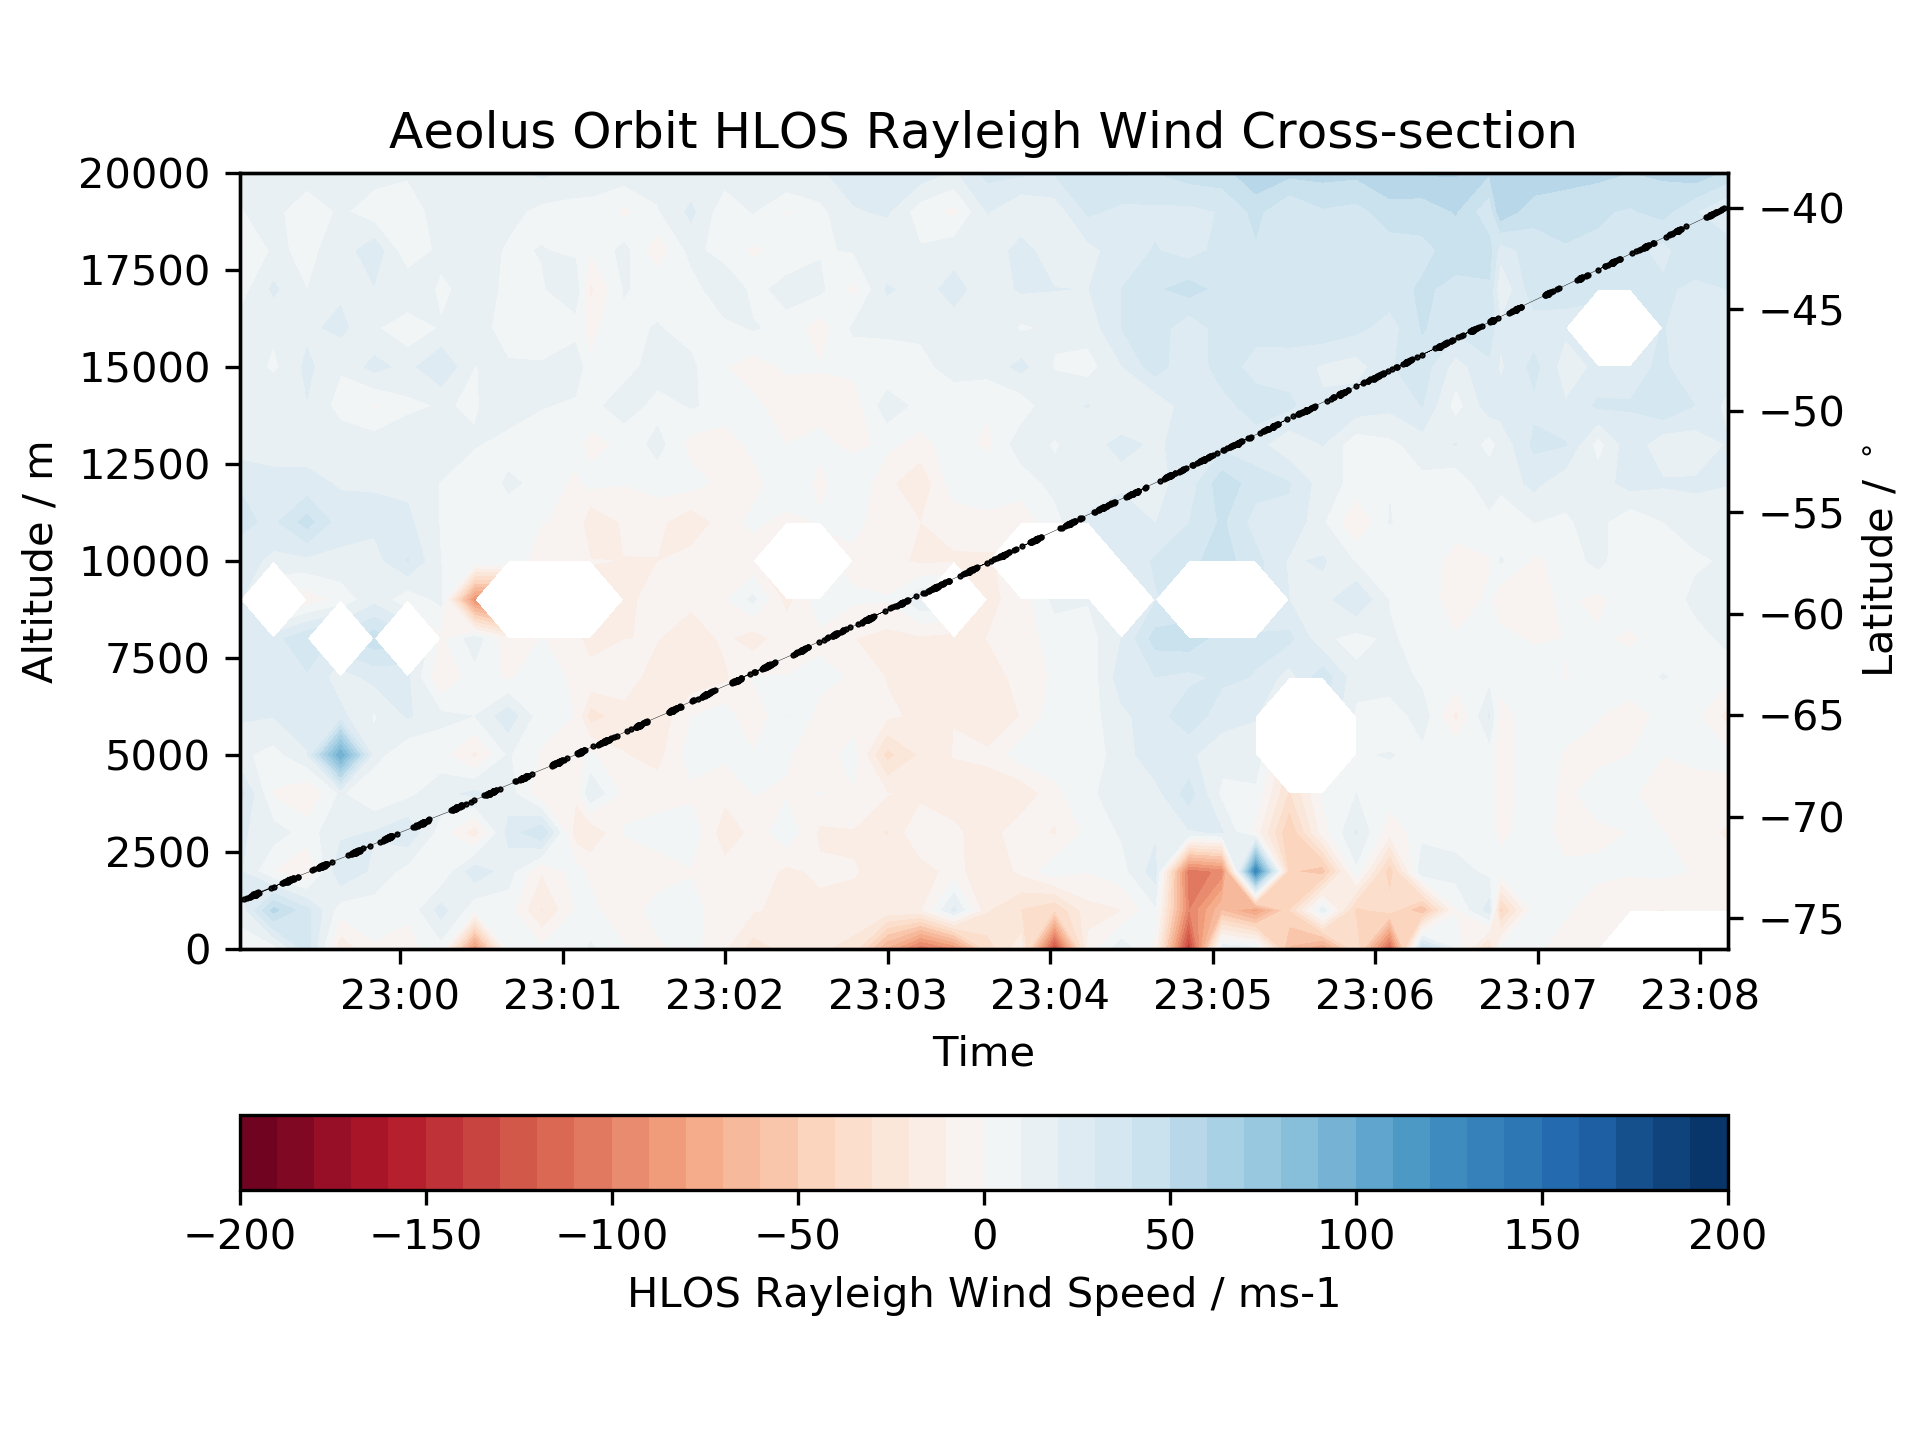 Aeolus Orbit HLOS Rayleigh Wind Cross-section
20000
17500
15000
12500
10000
7500
5000
2500
0
Altitude / m
−40
−45
−50
−55
−60
−65
−70
−75
Latitude / °
23:00 23:01 23:02 23:03 23:04 23:05 23:06 23:07 23:08
Time
−200 −150 −100 −50 0 50 100 150 200
HLOS Rayleigh Wind Speed / ms-1